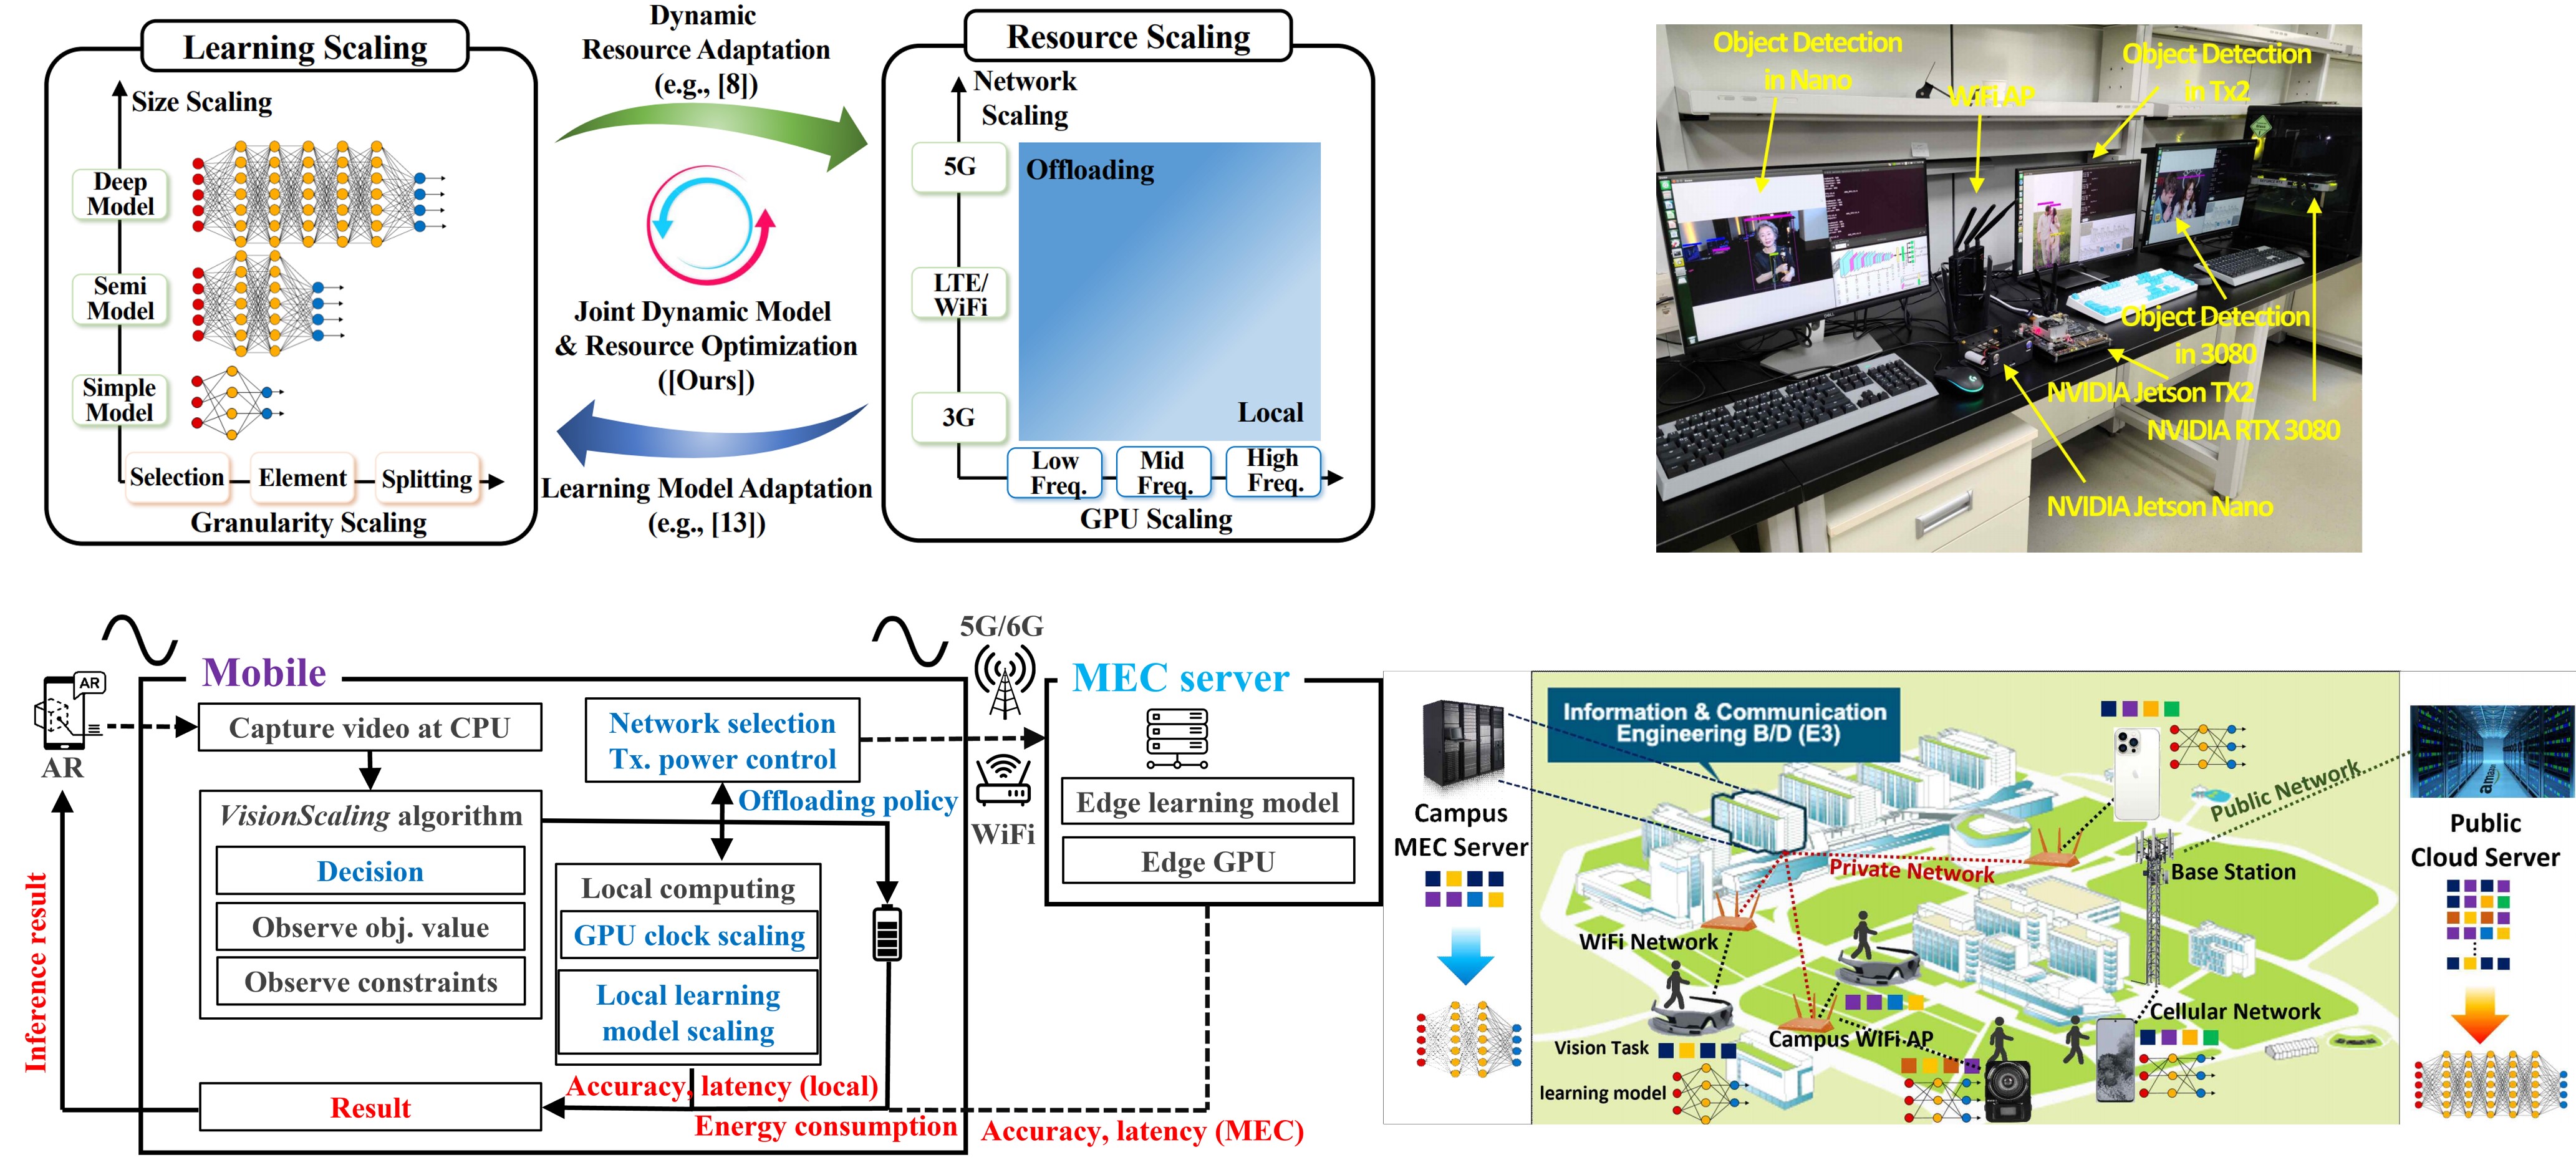 Learning Scaling
Size Scaling
Deep
Model
Semi
Model
Simple
Model
Selection
Element
Splitting
Granularity Scaling
Dynamic
Resource Adaptation
(e.g., [8])
Joint Dynamic Model
& Resource Optimization
([Ours])
Learning Model Adaptation
(e.g., [13])
Resource Scaling
Network
Scaling
5G
LTE/
WiFi
3G
Offloading
Local
Low
Freq.
Mid
Freq.
High
Freq.
GPU Scaling
Object Detection
in Nano
WiFi AP
Object Detection
in Tx2
Object Detection
in 3080
NVIDIA Jetson TX2
NVIDIA RTX 3080
NVIDIA Jetson Nano
AR
AR
Mobile
Capture video at CPU
VisionScaling algorithm
Decision
Observe obj. value
Observe constraints
Result
Inference result
Network selection
Tx. power control
Offloading policy
Local computing
GPU clock scaling
Local learning
model scaling
Accuracy, latency (local)
Energy consumption
5G/6G
WiFi
MEC server
Edge learning model
Edge GPU
Accuracy, latency (MEC)
Campus
MEC Server
Information & Communication
Engineering B/D (E3)
Private Network
WiFi Network
Vision Task
learning model
Campus WiFi AP
Public Network
Base Station
Cellular Network
amazon
Public
Cloud Server